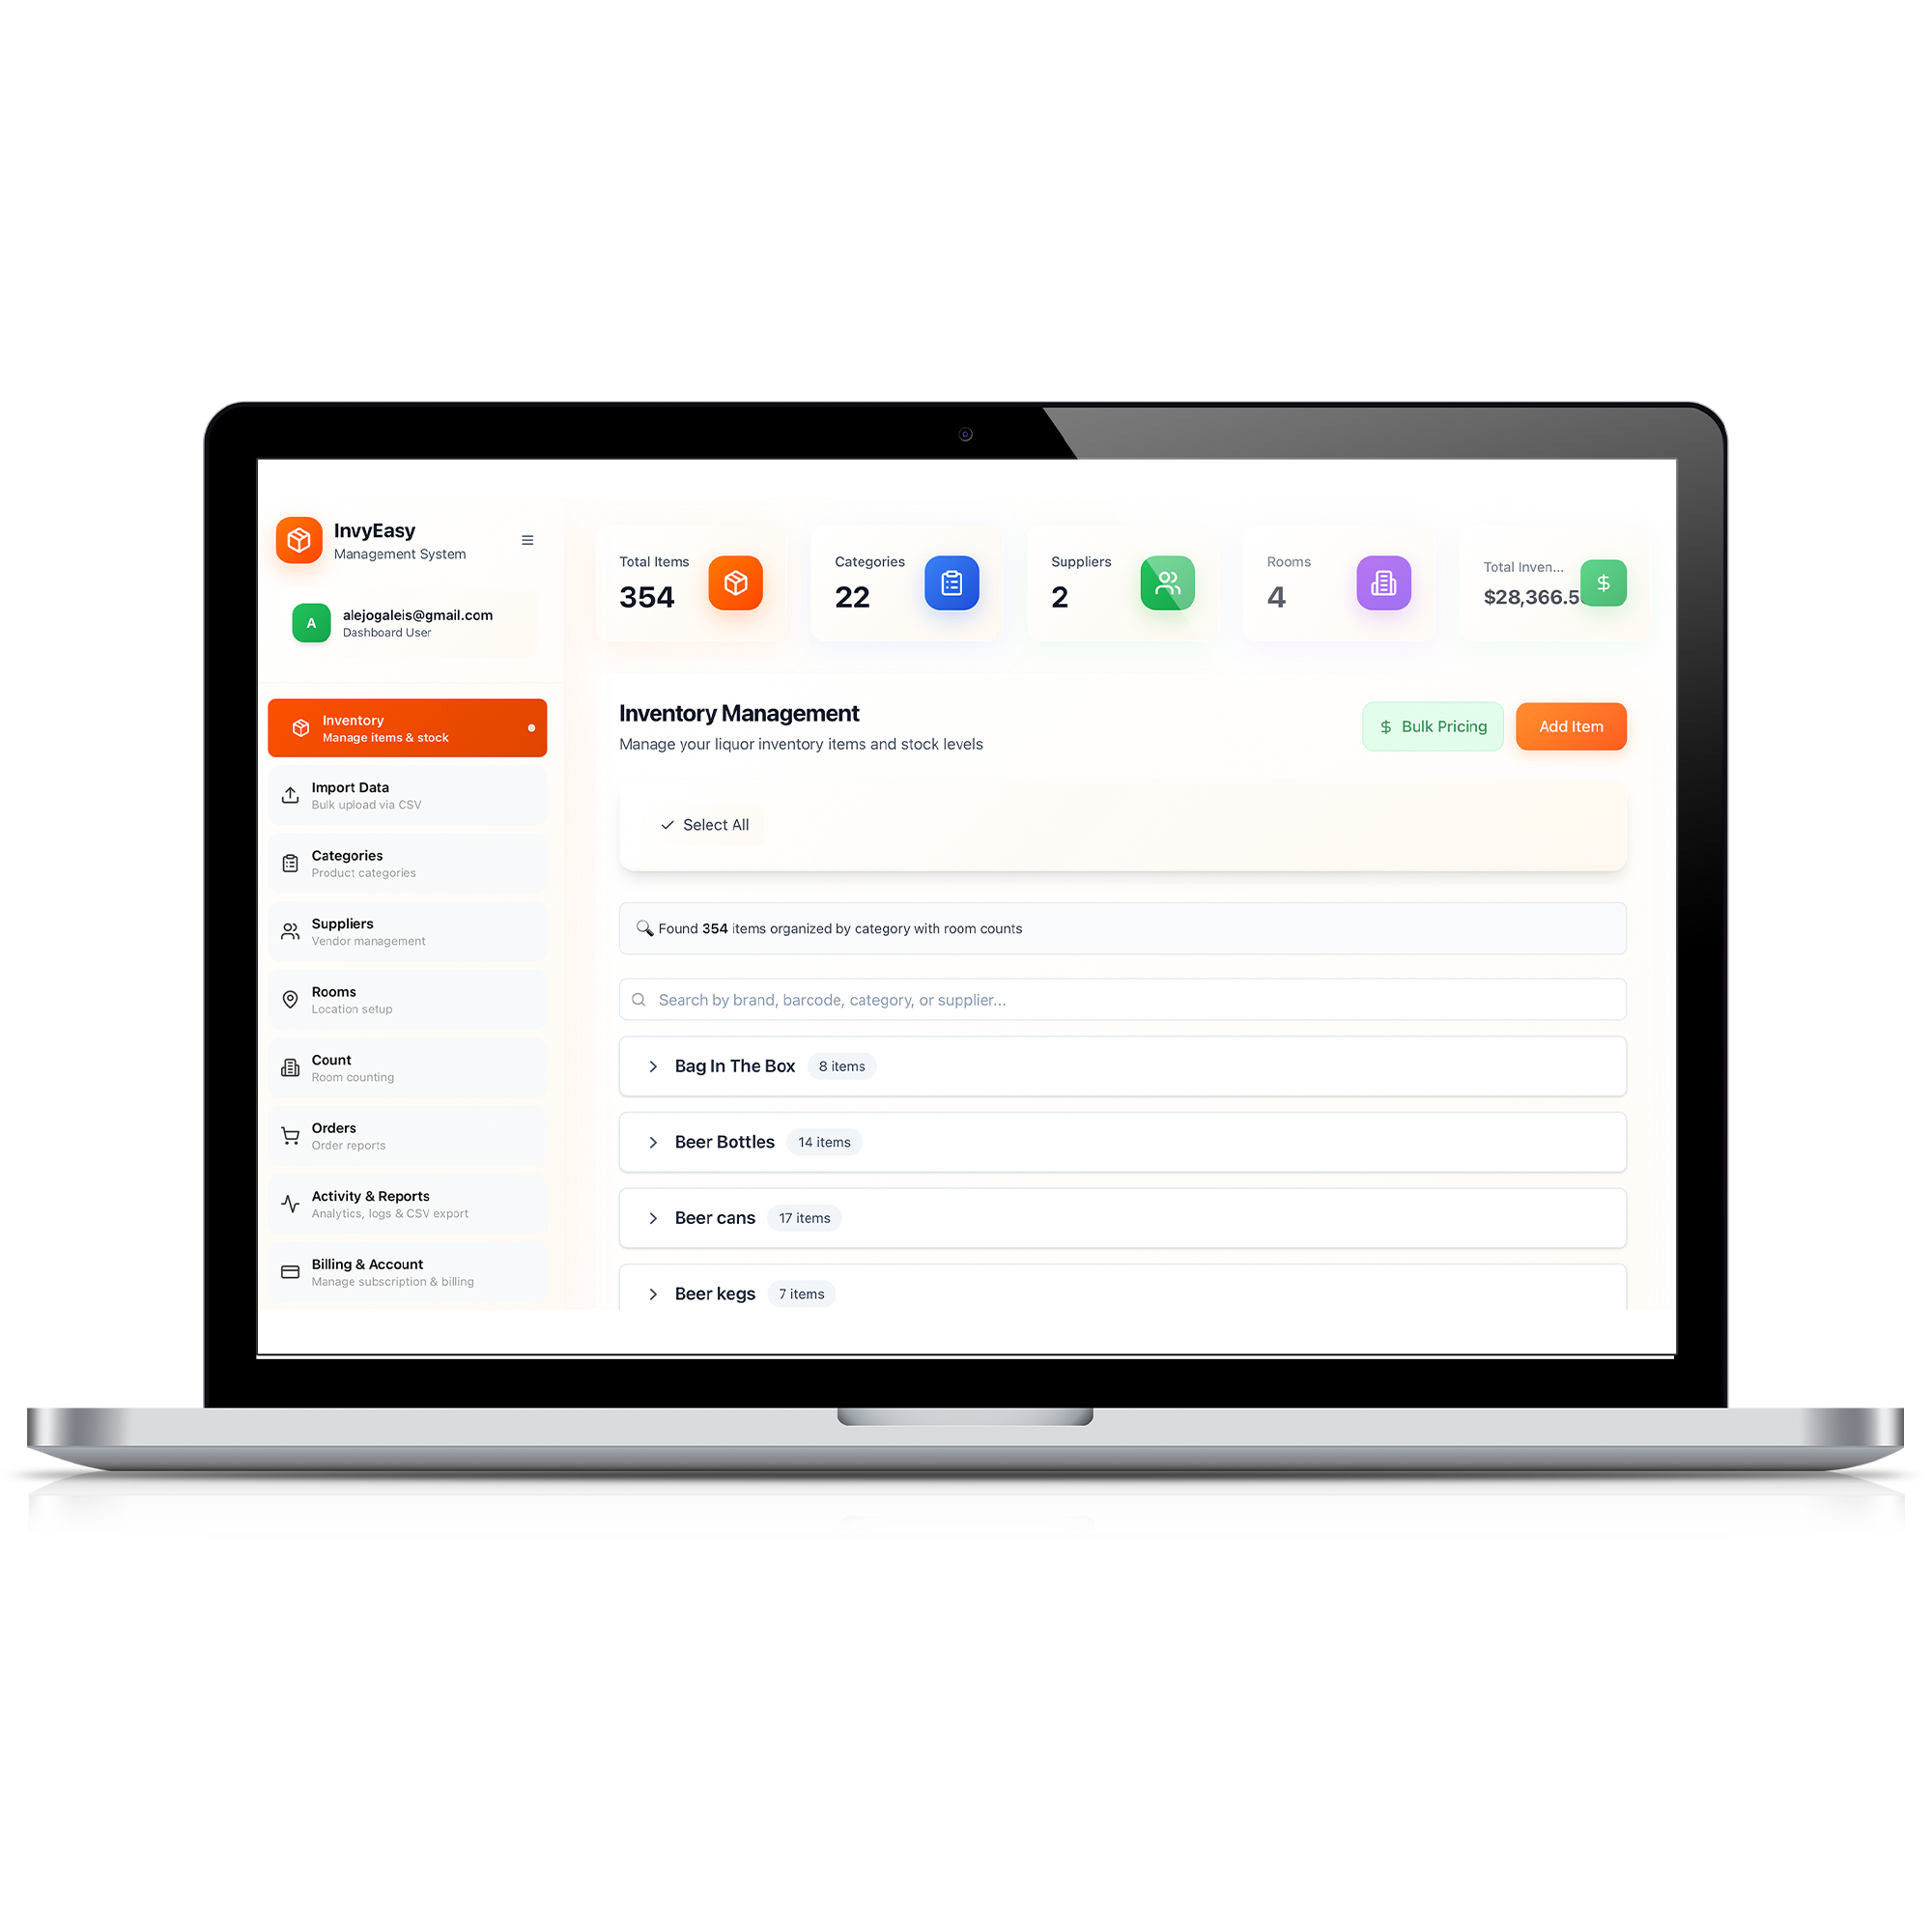 InvyEasy
Management System
A
alejogaleis@gmail.com
Dashboard User
Inventory
Manage items & stock
Import Data
Bulk upload via CSV
Categories
Product categories
Suppliers
Vendor management
Rooms
Location setup
Count
Room counting
Orders
Order reports
Activity & Reports
Analytics, logs & CSV export
Billing & Account
Manage subscription & billing
Total Items
354
Categories
22
Suppliers
2
Rooms
4
Total Inven...
$28,366.5
Inventory Management
Manage your liquor inventory items and stock levels
$ Bulk Pricing
Add Item
Select All
Found 354 items organized by category with room counts
Search by brand, barcode, category, or supplier...
Bag In The Box 8 items
Beer Bottles 14 items
Beer cans 17 items
Beer kegs 7 items